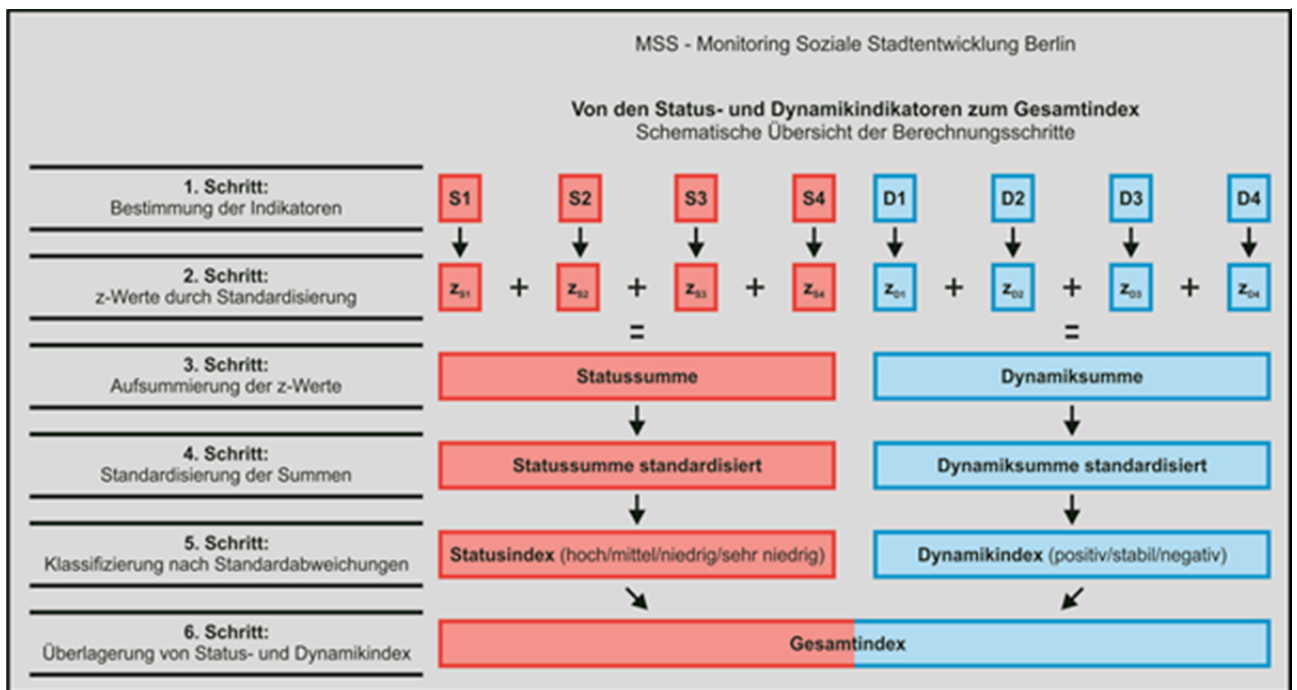 MSS - Monitoring Soziale Stadtentwicklung Berlin
Von den Status- und Dynamikindikatoren zum Gesamtindex
Schematische Übersicht der Berechnungsschritte
1. Schritt:
Bestimmung der Indikatoren
S1 S2 S3 S4 D1 D2 D3 D4
2. Schritt:
z-Werte durch Standardisierung
zS1 + zS2 + zS3 + zS4 zD1 + zD2 + zD3 + zD4
= =
3. Schritt:
Aufsummierung der z-Werte
Statussumme Dynamiksumme
4. Schritt:
Standardisierung der Summen
Statussumme standardisiert Dynamiksumme standardisiert
5. Schritt:
Klassifizierung nach Standardabweichungen
Statusindex (hoch/mittel/niedrig/sehr niedrig) Dynamikindex (positiv/stabil/negativ)
6. Schritt:
Überlagerung von Status- und Dynamikindex
Gesamtindex